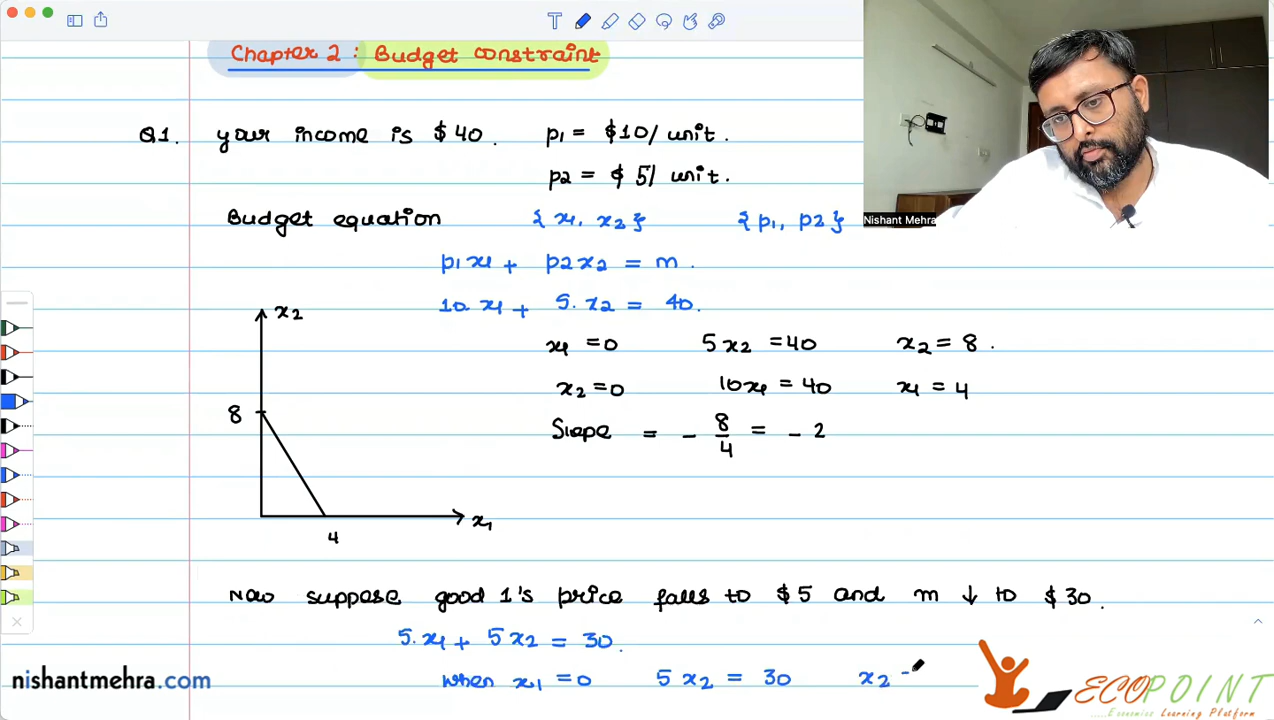 Chapter 2 : Budget constraint
Q1. your income is $ 40 . p1 = $10/ unit .
p2 = $ 5/ unit .
Nishant Mehra
Budget equation { x1, x2 } { p1, p2 }
p1x1 + p2x2 = m .
10. x1 + 5. x2 = 40.
x2
x1 = 0 5x2 = 40 x2 = 8 .
x2 = 0 10x1 = 40 x1 = 4
8
Slope = - 8/4 = - 2
x1
4
Now suppose good 1's price falls to $5 and m ↓ to $30 .
5.x1 + 5x2 = 30 .
when x1 = 0 5x2 = 30 x2 -
nishantmehra.com
ECOPOINT
.....Economics Learning Platform